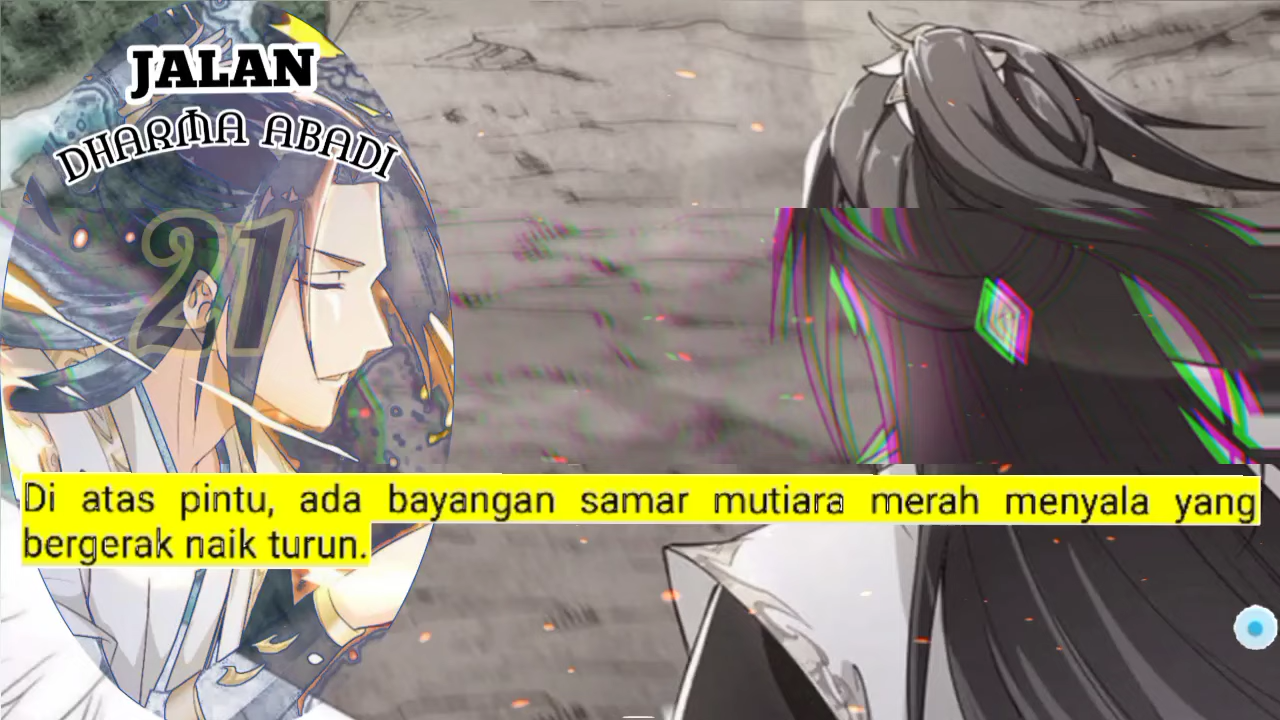 JALAN
DHARMA ABADI
21
Di atas pintu, ada bayangan samar mutiara merah menyala yang
bergerak naik turun.